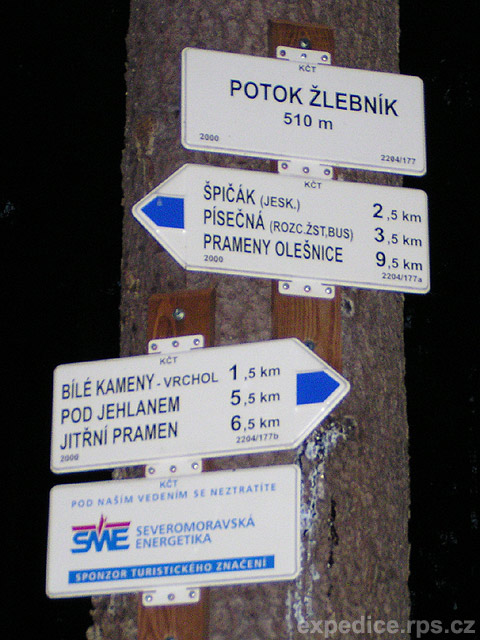 KČT
POTOK ŽLEBNÍK
510 m
2000 2204/177
KČT
ŠPIČÁK (JESK.) 2,5 km
PÍSEČNÁ (ROZC.ŽST,BUS) 3,5 km
PRAMENY OLEŠNICE 9,5 km
2000 2204/177a
KČT
BÍLÉ KAMENY - VRCHOL 1,5 km
POD JEHLANEM 5,5 km
JITŘNÍ PRAMEN 6,5 km
2000 2204/177b
KČT
POD NAŠÍM VEDENÍM SE NEZTRATÍTE
SME SEVEROMORAVSKÁ
ENERGETIKA
SPONZOR TURISTICKÉHO ZNAČENÍ
expedice.rps.cz